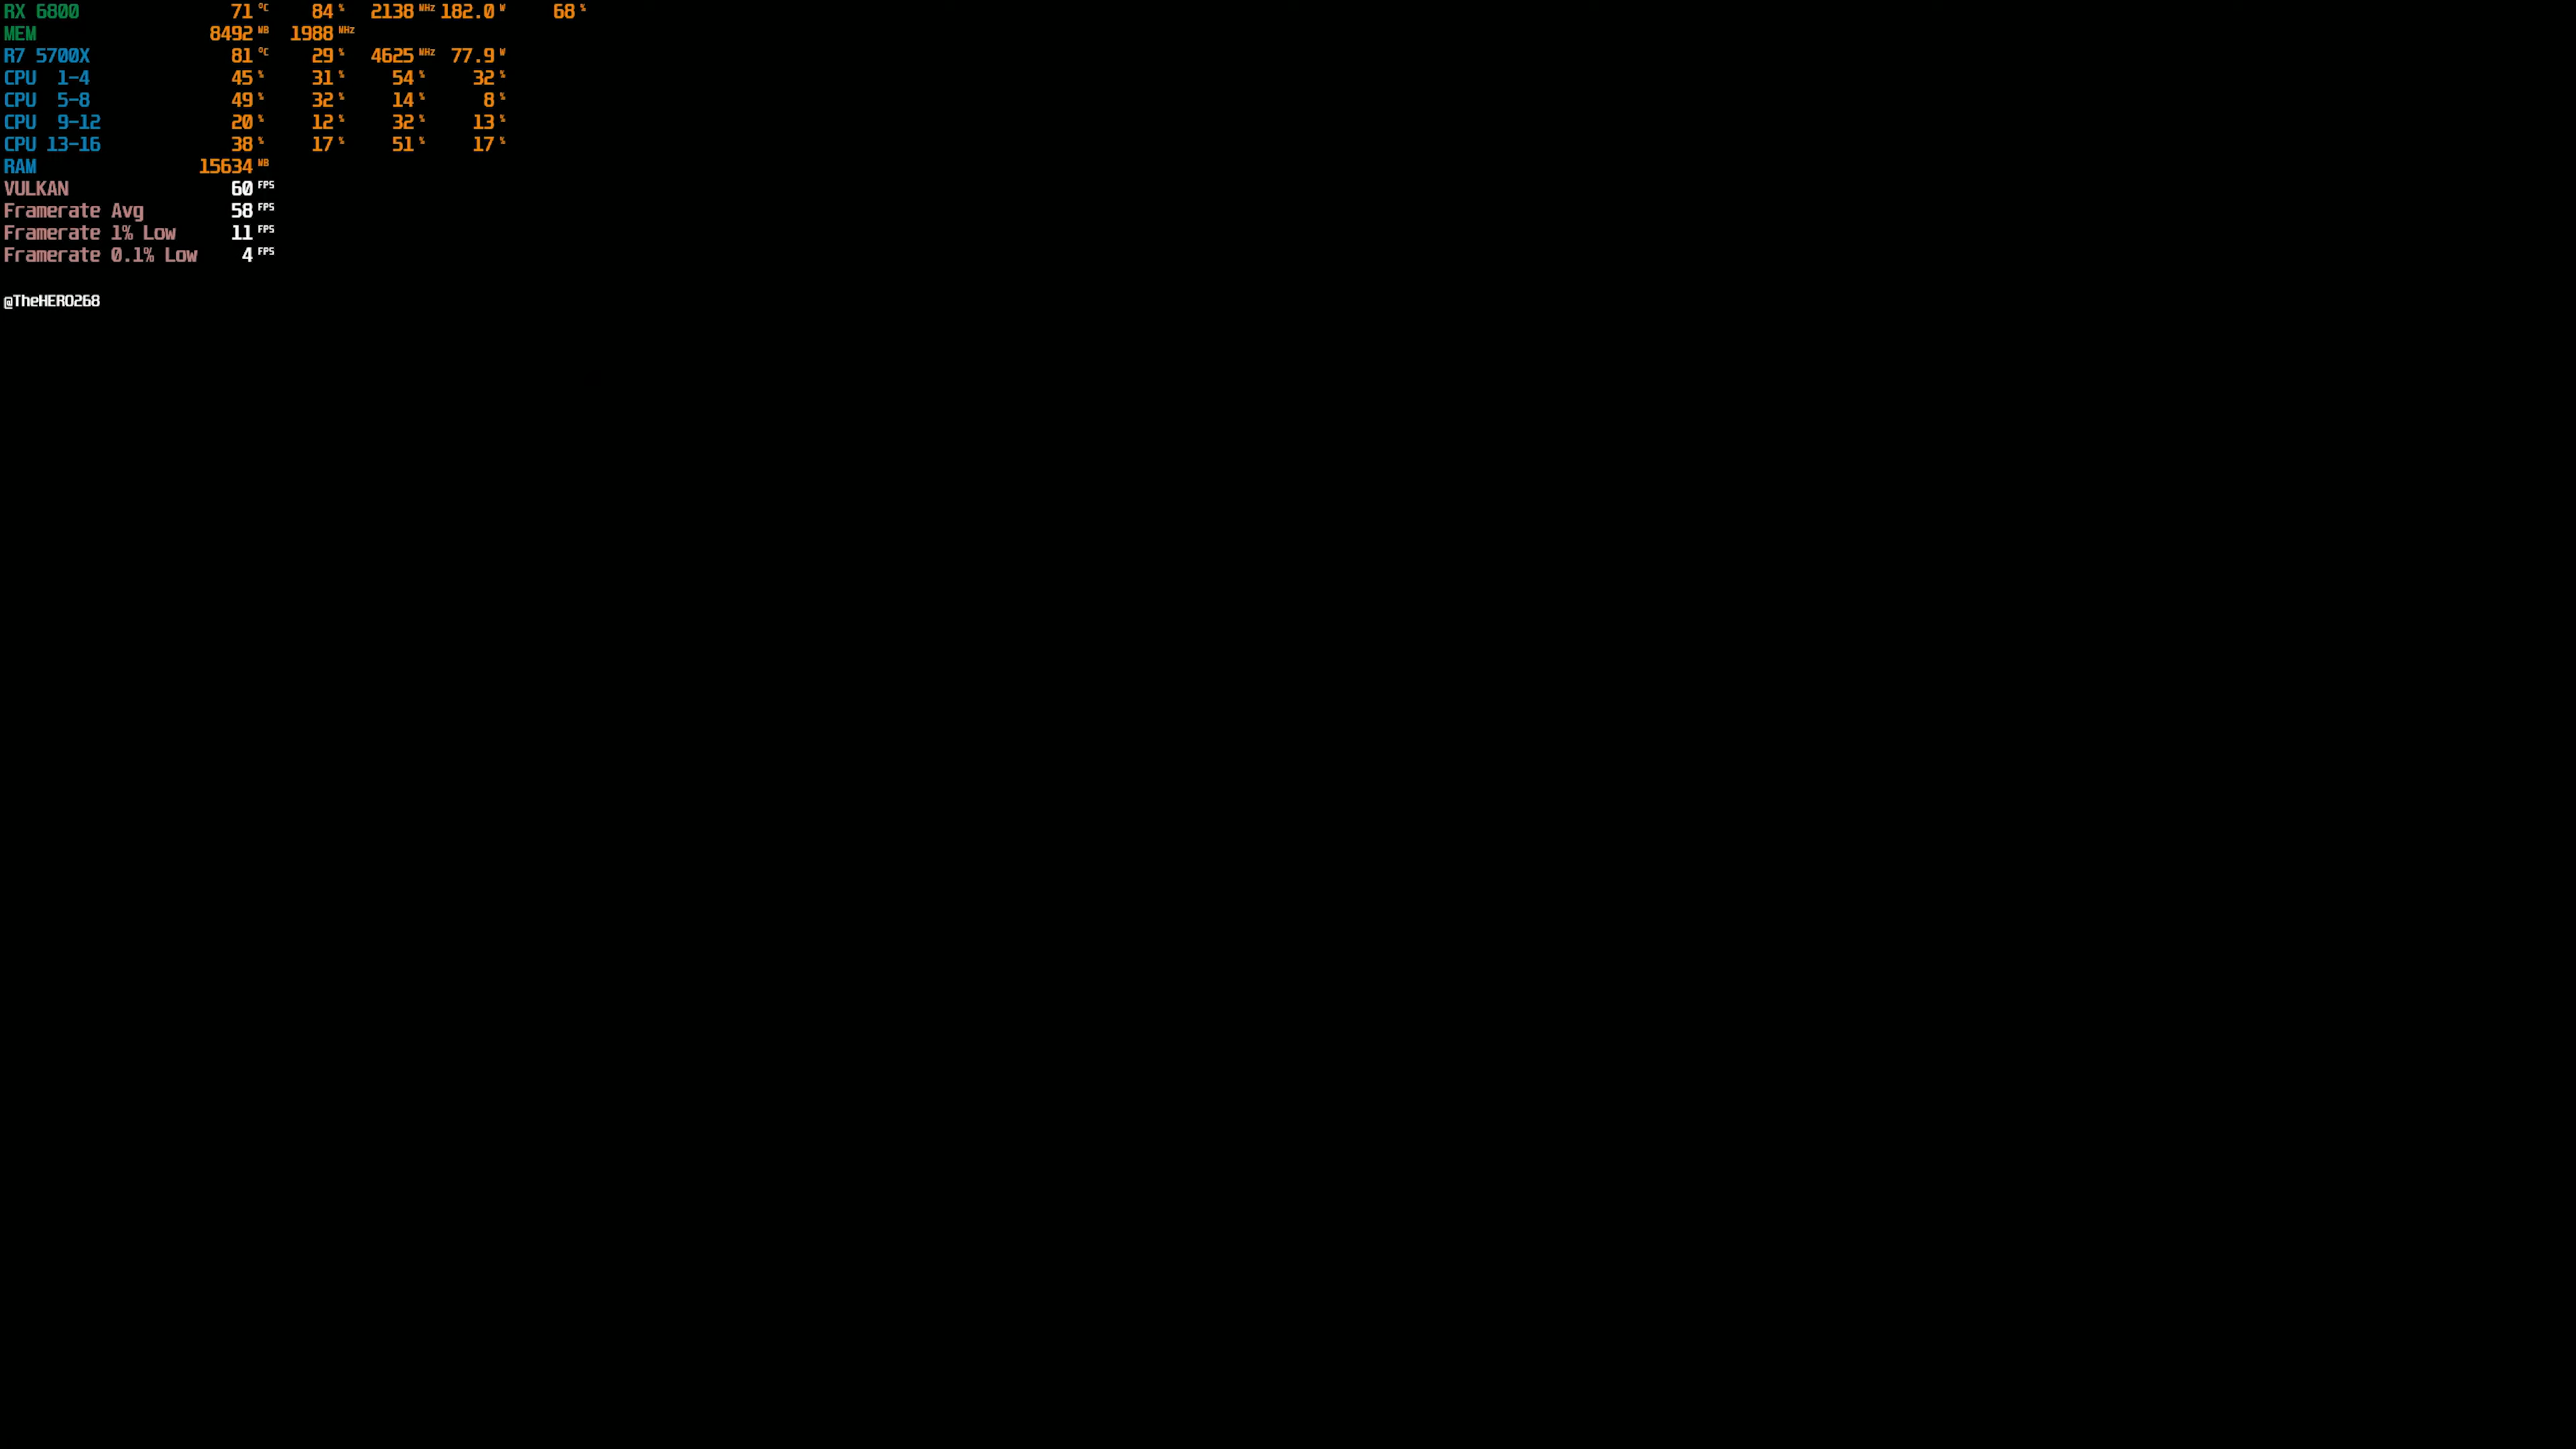 RX 6800 71 °C 84 % 2138 MHz 182.0 W 68 %
MEM 8492 MB 1988 MHz
R7 5700X 81 °C 29 % 4625 MHz 77.9 W
CPU 1-4 45 % 31 % 54 % 32 %
CPU 5-8 49 % 32 % 14 % 8 %
CPU 9-12 20 % 12 % 32 % 13 %
CPU 13-16 38 % 17 % 51 % 17 %
RAM 15634 MB
VULKAN 60 FPS
Framerate Avg 58 FPS
Framerate 1% Low 11 FPS
Framerate 0.1% Low 4 FPS
@TheHERO268